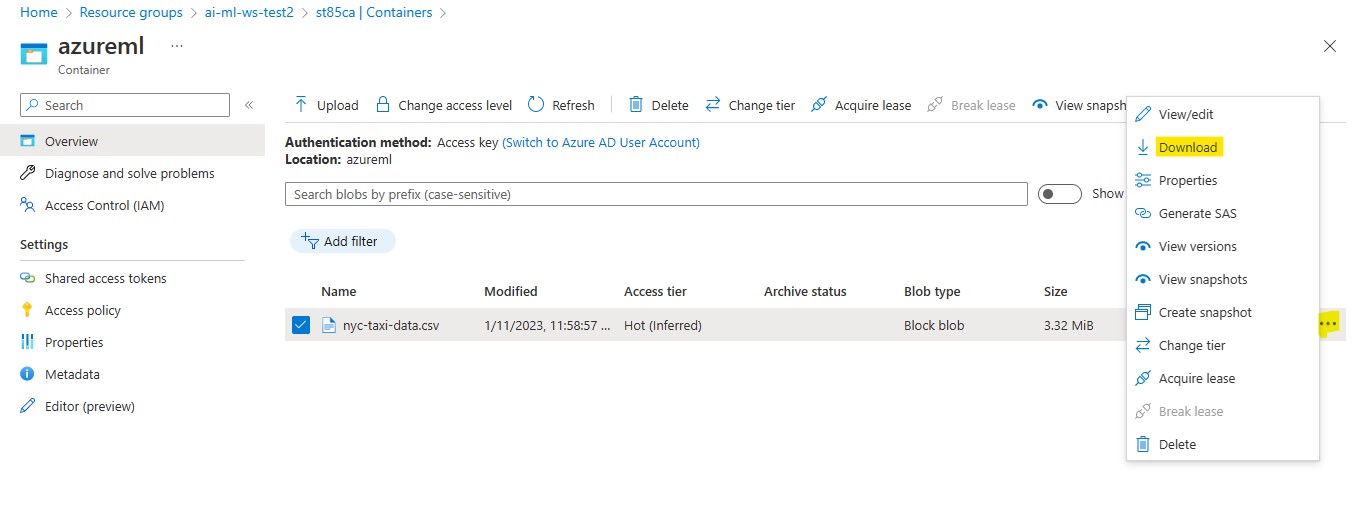 Home > Resource groups > ai-ml-ws-test2 > st85ca | Containers >
azureml ...
Container
Search
Overview
Diagnose and solve problems
Access Control (IAM)
Settings
Shared access tokens
Access policy
Properties
Metadata
Editor (preview)
Upload Change access level Refresh Delete Change tier Acquire lease Break lease View snapsh
Authentication method: Access key (Switch to Azure AD User Account)
Location: azureml
Search blobs by prefix (case-sensitive) Show
Add filter
Name Modified Access tier Archive status Blob type Size
nyc-taxi-data.csv 1/11/2023, 11:58:57 ... Hot (Inferred) Block blob 3.32 MiB ...
View/edit
Download
Properties
Generate SAS
View versions
View snapshots
Create snapshot
Change tier
Acquire lease
Break lease
Delete